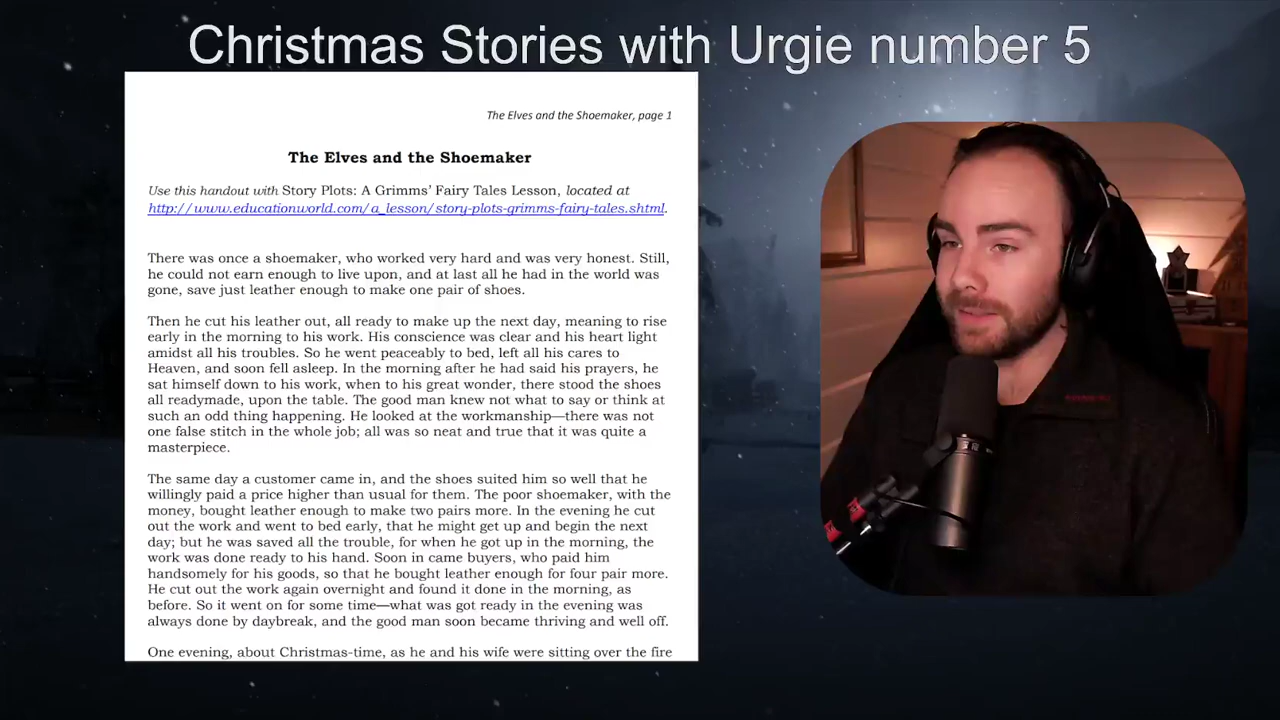 Christmas Stories with Urgie number 5
The Elves and the Shoemaker, page 1
The Elves and the Shoemaker
Use this handout with Story Plots: A Grimms’ Fairy Tales Lesson, located at
http://www.educationworld.com/a_lesson/story-plots-grimms-fairy-tales.shtml.
There was once a shoemaker, who worked very hard and was very honest. Still,
he could not earn enough to live upon, and at last all he had in the world was
gone, save just leather enough to make one pair of shoes.
Then he cut his leather out, all ready to make up the next day, meaning to rise
early in the morning to his work. His conscience was clear and his heart light
amidst all his troubles. So he went peaceably to bed, left all his cares to
Heaven, and soon fell asleep. In the morning after he had said his prayers, he
sat himself down to his work, when to his great wonder, there stood the shoes
all readymade, upon the table. The good man knew not what to say or think at
such an odd thing happening. He looked at the workmanship—there was not
one false stitch in the whole job; all was so neat and true that it was quite a
masterpiece.
The same day a customer came in, and the shoes suited him so well that he
willingly paid a price higher than usual for them. The poor shoemaker, with the
money, bought leather enough to make two pairs more. In the evening he cut
out the work and went to bed early, that he might get up and begin the next
day; but he was saved all the trouble, for when he got up in the morning, the
work was done ready to his hand. Soon in came buyers, who paid him
handsomely for his goods, so that he bought leather enough for four pair more.
He cut out the work again overnight and found it done in the morning, as
before. So it went on for some time—what was got ready in the evening was
always done by daybreak, and the good man soon became thriving and well off.
One evening, about Christmas-time, as he and his wife were sitting over the fire